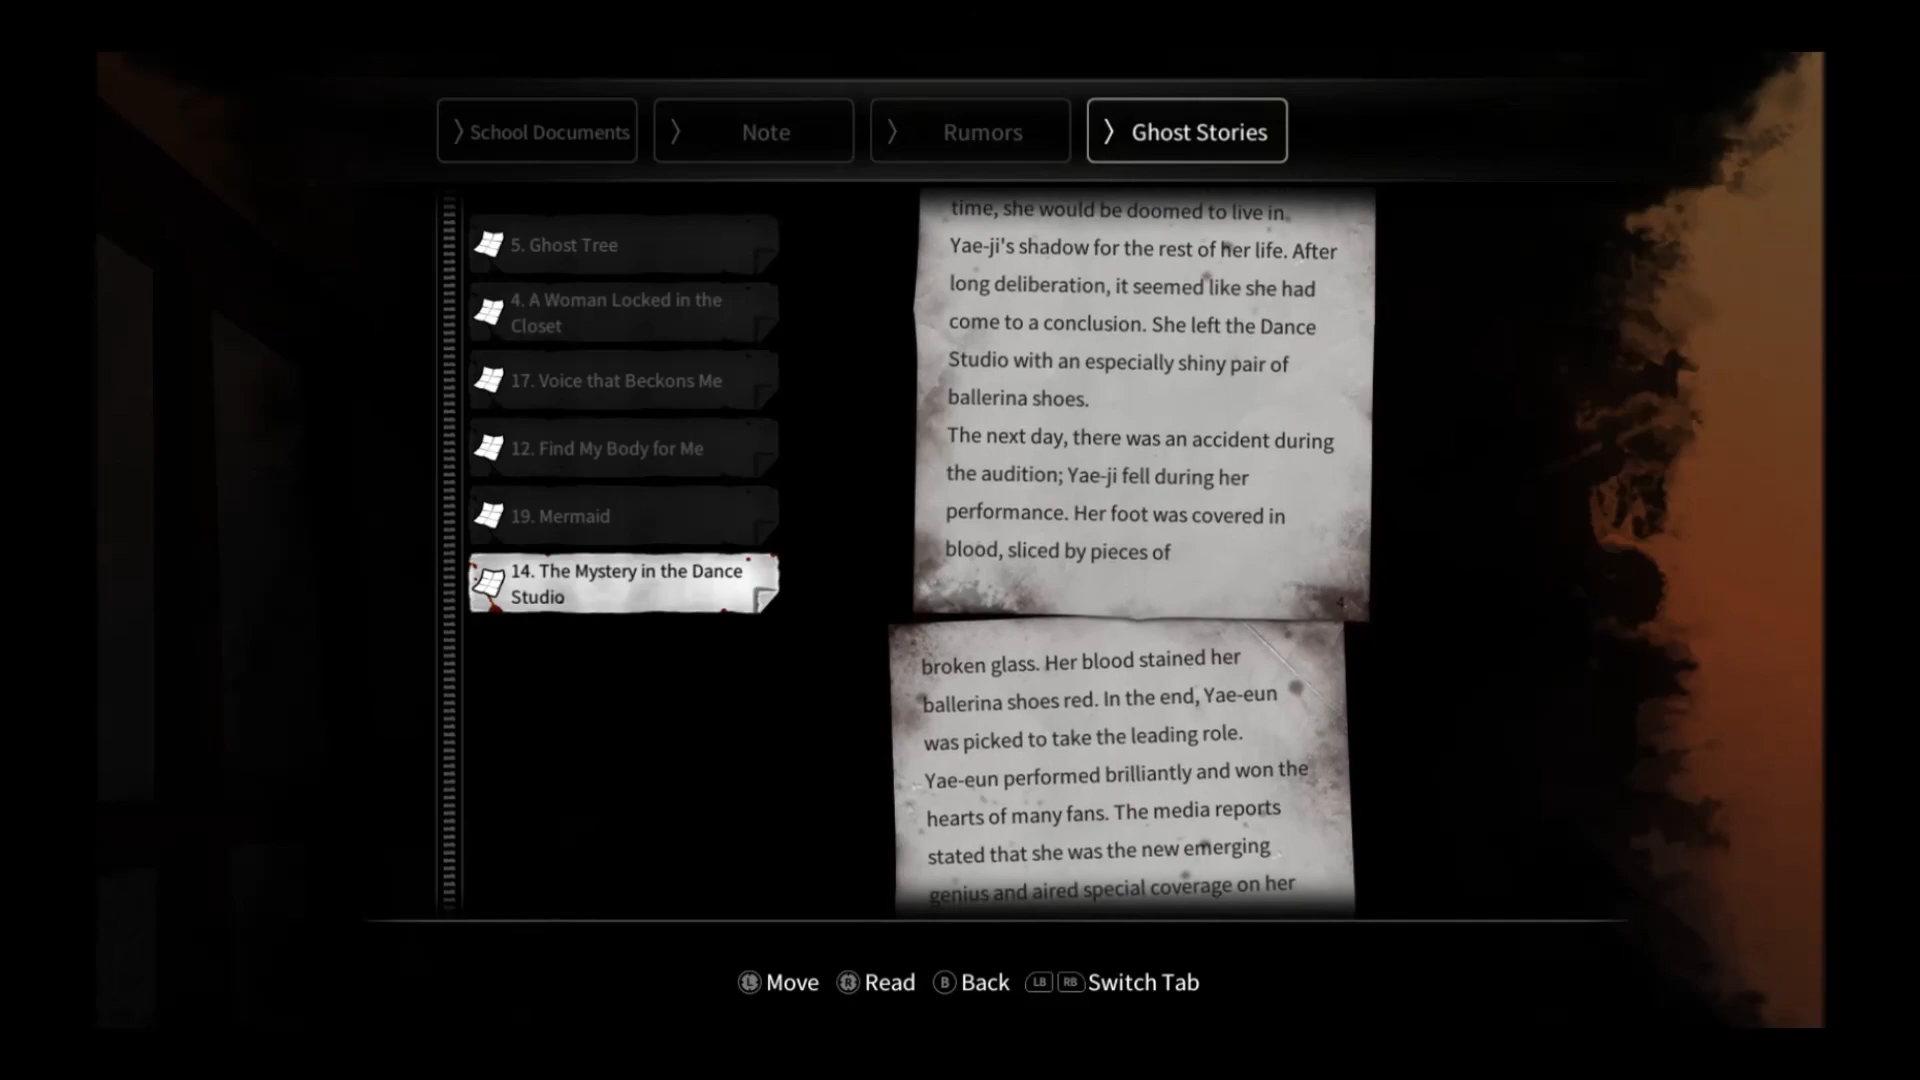 School Documents
Note
Rumors
Ghost Stories
5. Ghost Tree
4. A Woman Locked in the
Closet
17. Voice that Beckons Me
12. Find My Body for Me
19. Mermaid
14. The Mystery in the Dance
Studio
time, she would be doomed to live in
Yae-ji's shadow for the rest of her life. After
long deliberation, it seemed like she had
come to a conclusion. She left the Dance
Studio with an especially shiny pair of
ballerina shoes.
The next day, there was an accident during
the audition; Yae-ji fell during her
performance. Her foot was covered in
blood, sliced by pieces of
4
broken glass. Her blood stained her
ballerina shoes red. In the end, Yae-eun
was picked to take the leading role.
Yae-eun performed brilliantly and won the
hearts of many fans. The media reports
stated that she was the new emerging
genius and aired special coverage on her
L Move R Read B Back LB RB Switch Tab